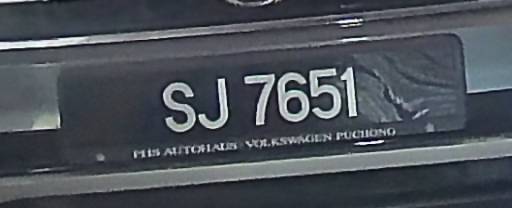 SJ 7651
PHS AUTOHAUS VOLKSWAGEN PUCHONG